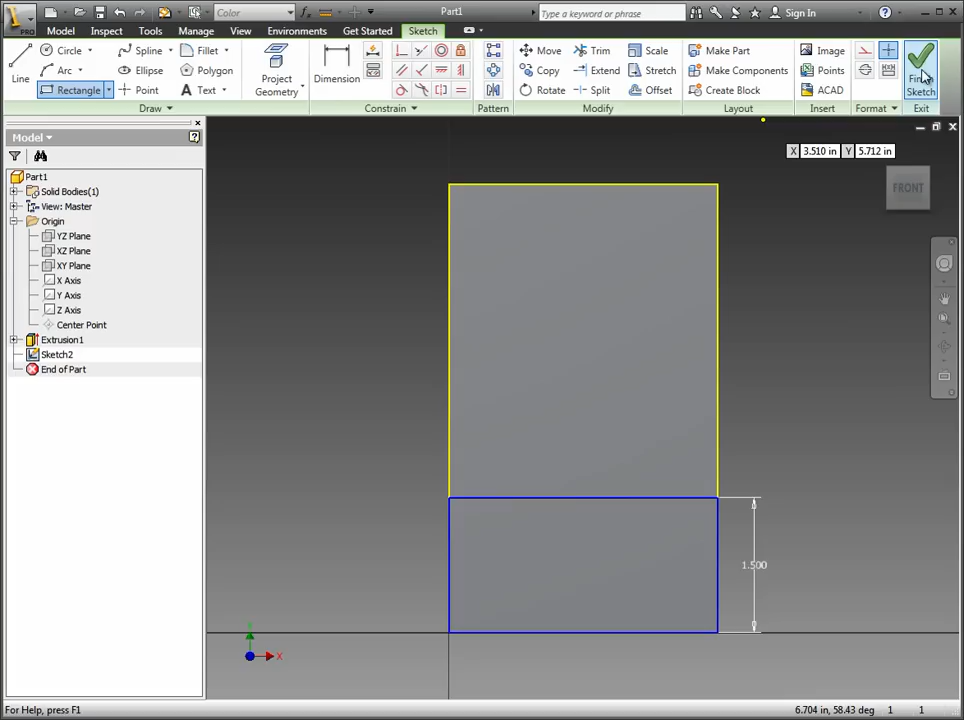 Color
Part1
Type a keyword or phrase
Sign In
PRO
Model
Inspect
Tools
Manage
View
Environments
Get Started
Sketch
Line
Circle
Arc
Rectangle
Spline
Ellipse
Point
Fillet
Polygon
Text
Project
Geometry
Dimension
Move
Copy
Rotate
Trim
Extend
Split
Scale
Stretch
Offset
Make Part
Make Components
Create Block
Image
Points
ACAD
Sketch
Draw
Constrain
Pattern
Modify
Layout
Insert
Format
Exit
Model
Part1
Solid Bodies(1)
View: Master
Origin
YZ Plane
XZ Plane
XY Plane
X Axis
Y Axis
Z Axis
Center Point
Extrusion1
Sketch2
End of Part
X 3.510 in Y 5.712 in
FRONT
1.500
X
For Help, press F1
6.704 in, 58.43 deg 1 1